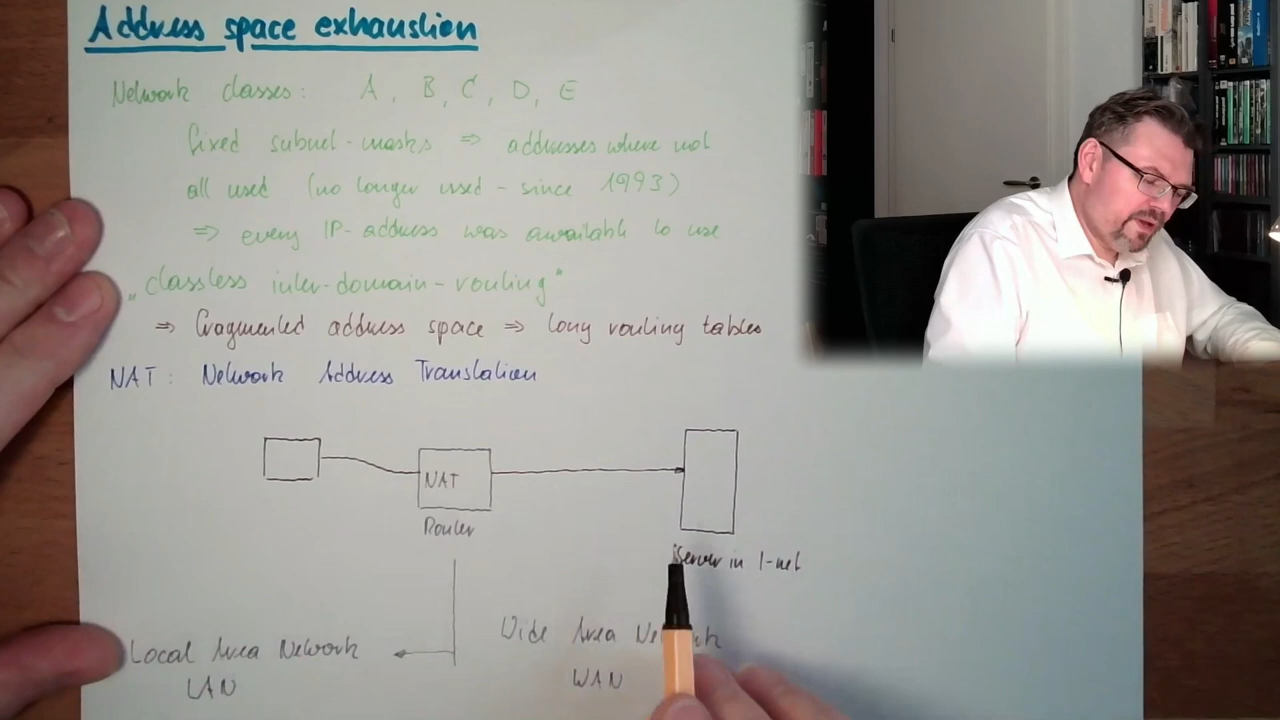 Address space exhaustion
Network classes: A, B, C, D, E
fixed subnet-masks ⇒ addresses where not
all used (no longer used - since 1993)
⇒ every IP-address was awailable to use
„classless inter-domain-routing"
⇒ fragmented address space ⇒ long routing tables
NAT: Network Address Translation
NAT
Router
Server in I-net
Local Area Network
LAN
Wide Area Network
WAN